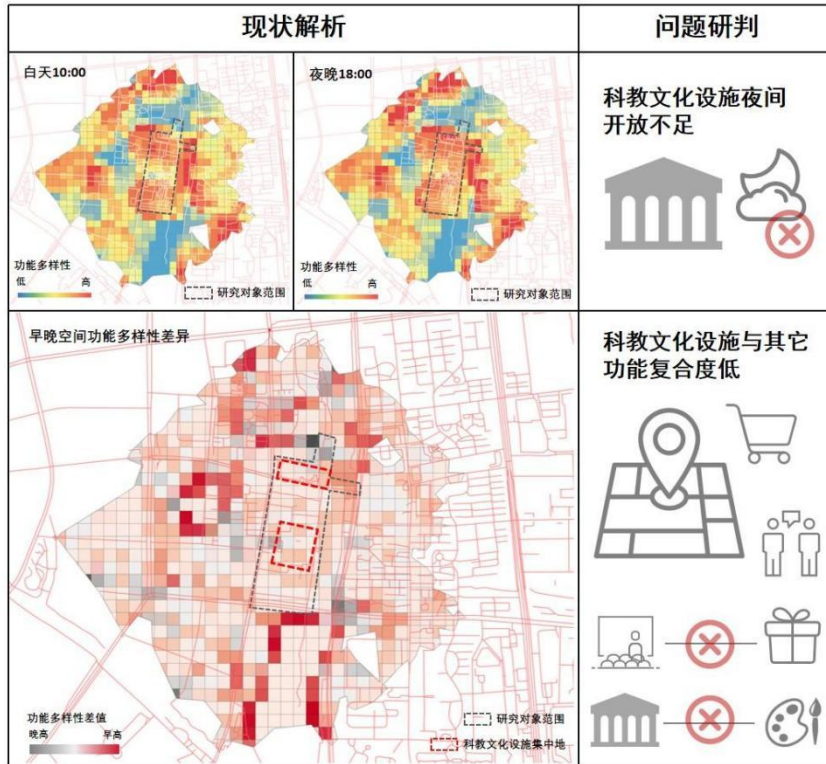 现状解析
问题研判
白天10:00
夜晚18:00
功能多样性
低
高
研究对象范围
功能多样性
低
高
研究对象范围
科教文化设施夜间
开放不足
早晚空间功能多样性差异
功能多样性差值
晚高
早高
研究对象范围
科教文化设施集中地
科教文化设施与其它
功能复合度低